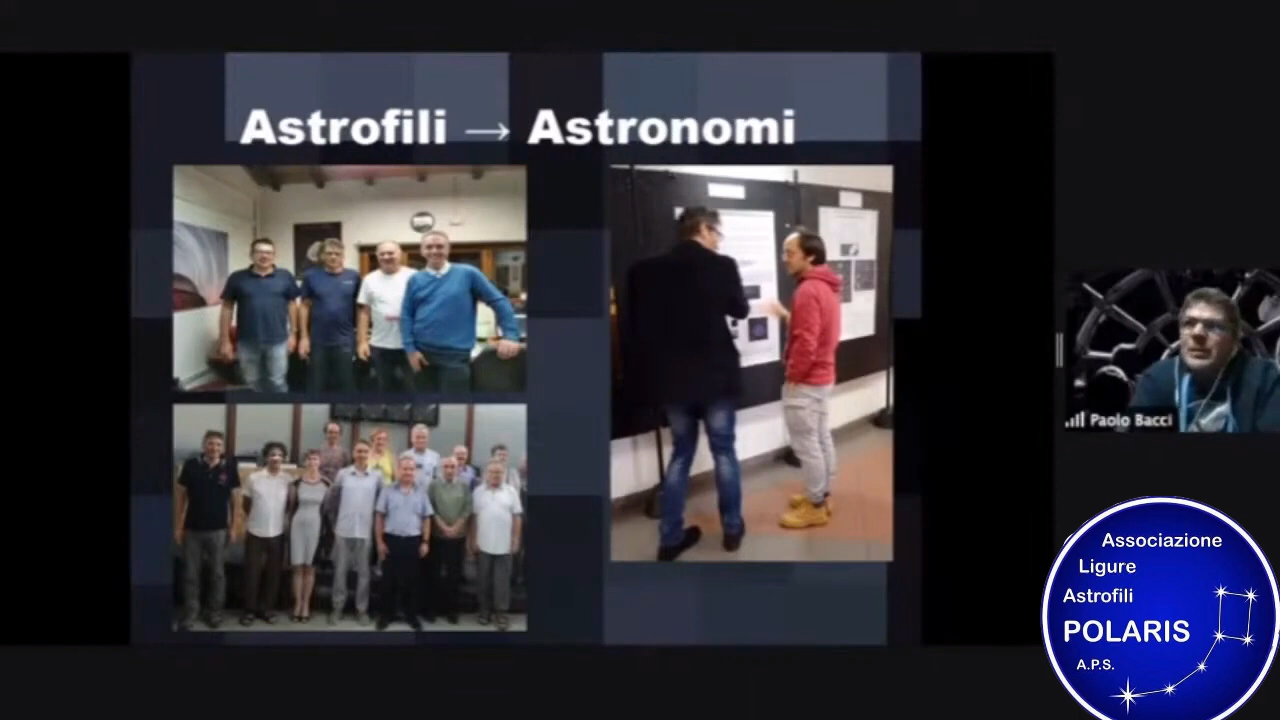 Astrofili → Astronomi
Paolo Bacci
Associazione
Ligure
Astrofili
POLARIS
A.P.S.